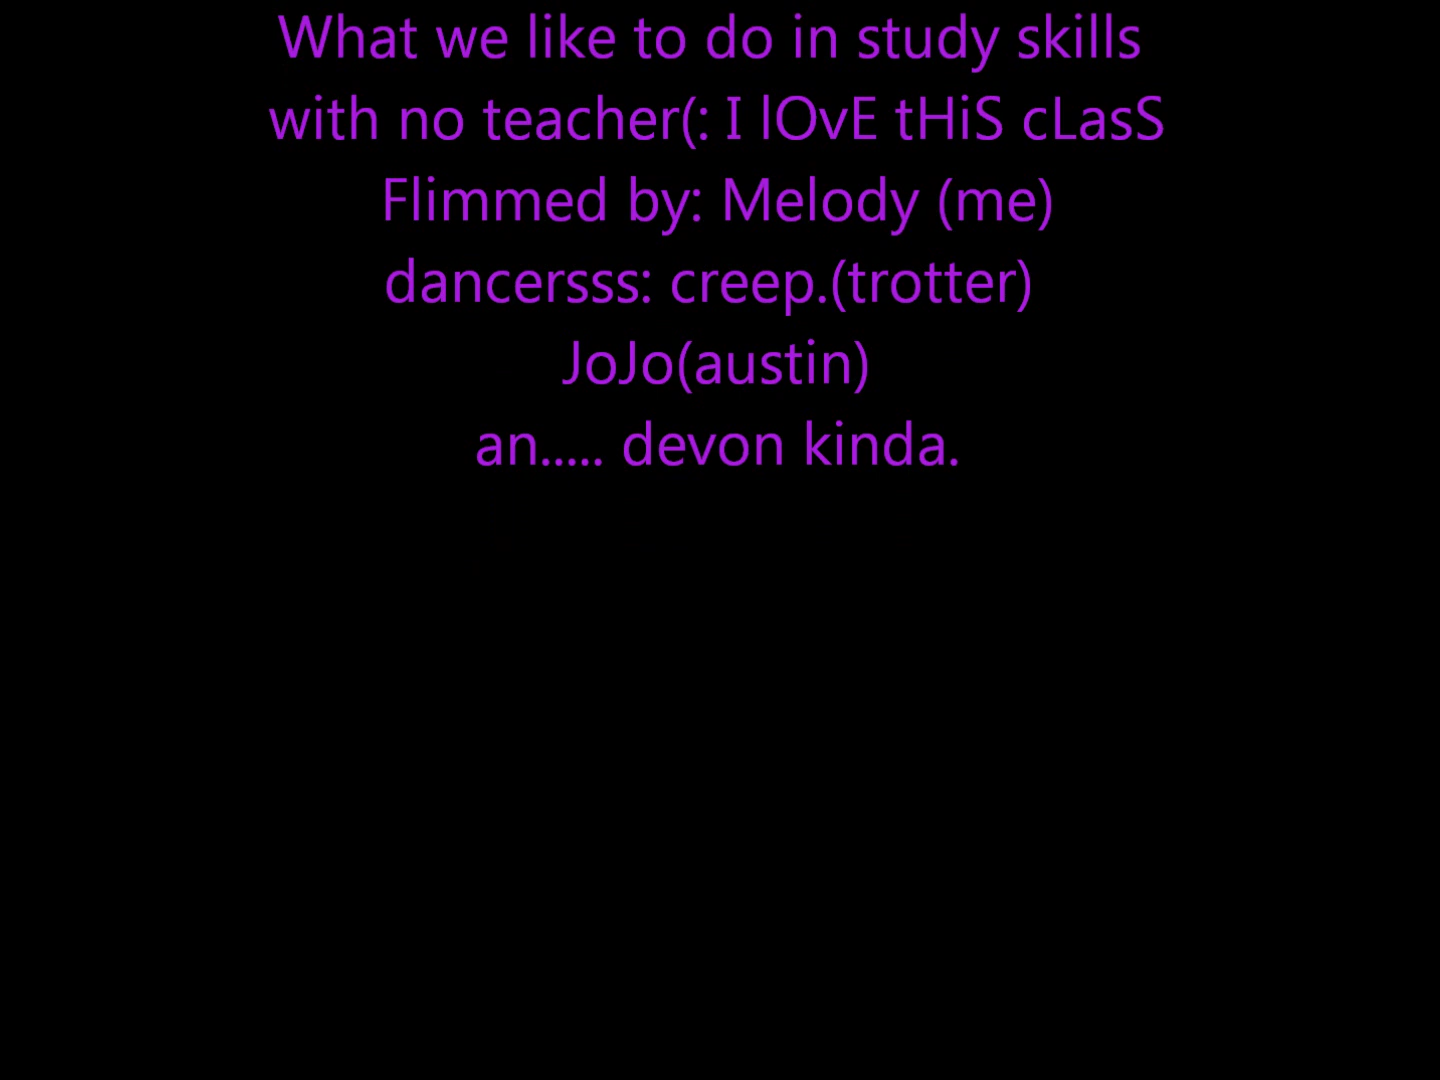 What we like to do in study skills
with no teacher(: I lOvE tHiS cLasS
Flimmed by: Melody (me)
dancersss: creep.(trotter)
JoJo(austin)
an..... devon kinda.